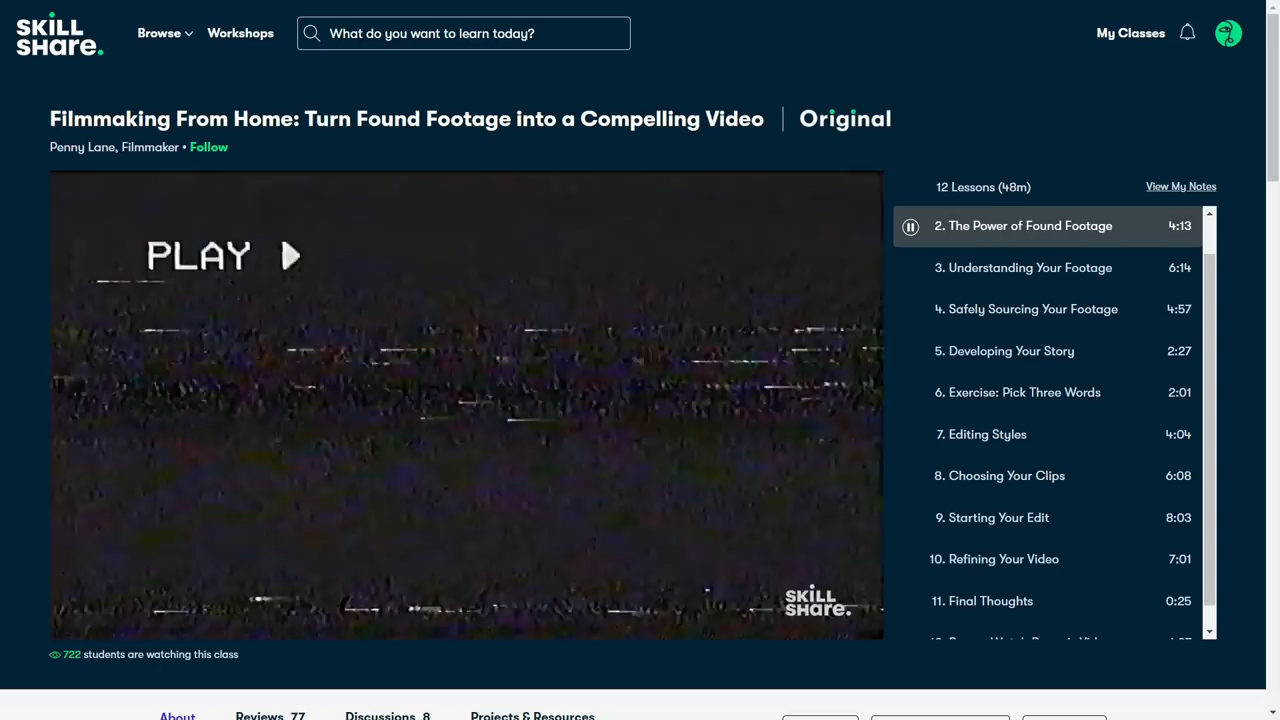 SKILL
SHARE.
Browse
Workshops
What do you want to learn today?
My Classes
Filmmaking From Home: Turn Found Footage into a Compelling Video
Original
Penny Lane, Filmmaker • Follow
PLAY
SKILL
SHARE.
12 Lessons (48m)
View My Notes
2. The Power of Found Footage 4:13
3. Understanding Your Footage 6:14
4. Safely Sourcing Your Footage 4:57
5. Developing Your Story 2:27
6. Exercise: Pick Three Words 2:01
7. Editing Styles 4:04
8. Choosing Your Clips 6:08
9. Starting Your Edit 8:03
10. Refining Your Video 7:01
11. Final Thoughts 0:25
722 students are watching this class
About
Reviews 77
Discussions 8
Projects & Resources